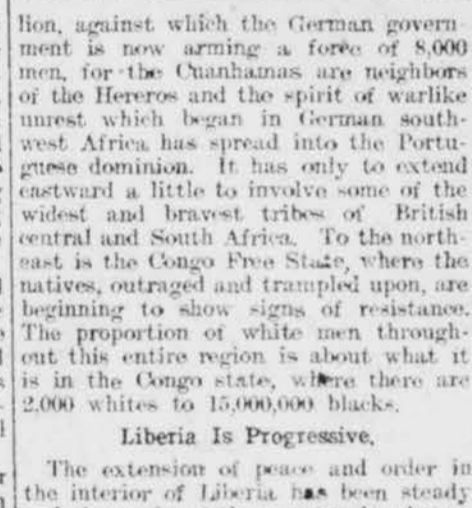 lion, against which the German govern-
ment is now arming a force of 8,000
men, for the Cuanhamas are neighbors
of the Hereros and the spirit of warlike
unrest which began in German south-
west Africa has spread into the Portu-
guese dominion. It has only to extend
eastward a little to involve some of the
widest and bravest tribes of British
central and South Africa. To the north-
east is the Congo Free State, where the
natives, outraged and trampled upon, are
beginning to show signs of resistance.
The proportion of white men through-
out this entire region is about what it
is in the Congo state, where there are
2,000 whites to 15,000,000 blacks.
Liberia Is Progressive.
The extension of peace and order in
the interior of Liberia has been steady